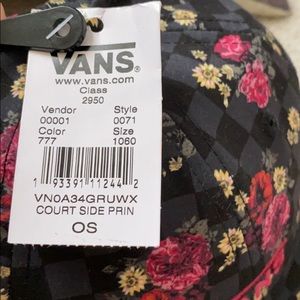 VANS
www.vans.com
Class
2950
Vendor Style
00001 0071
Color Size
777 1060
1 93391 11244 2
VN0A34GRUWX
COURT SIDE PRIN
OS